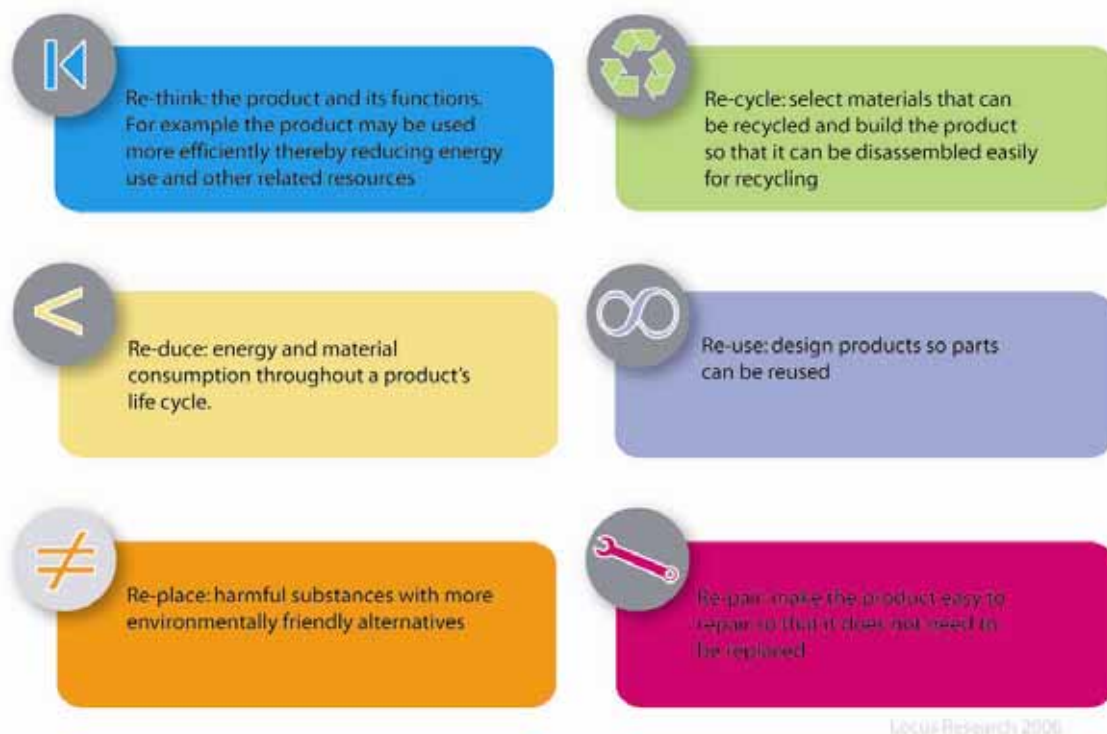 Re-think: the product and its functions.
For example the product may be used
more efficiently thereby reducing energy
use and other related resources
Re-cycle: select materials that can
be recycled and build the product
so that it can be disassembled easily
for recycling
Re-duce: energy and material
consumption throughout a product's
life cycle.
Re-use: design products so parts
can be reused
Re-place: harmful substances with more
environmentally friendly alternatives
Re-pair: make the product easy to
repair so that it does not need to
be replaced
Locus Research 2006